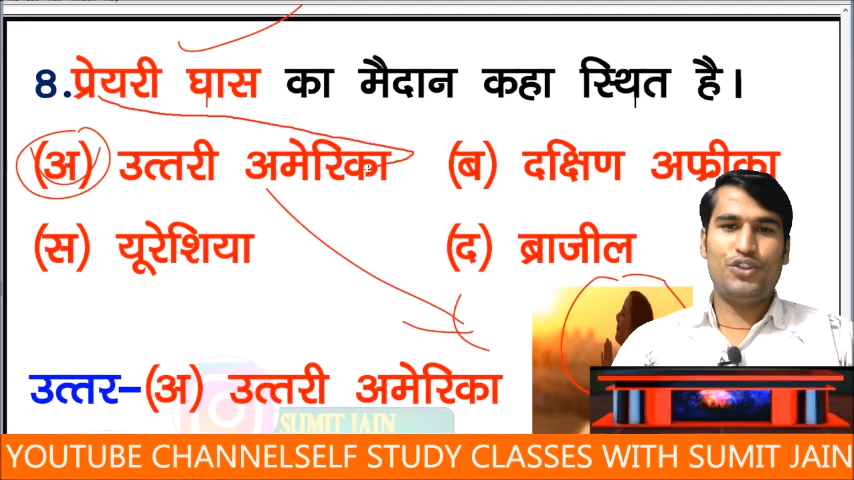 8.प्रेयरी घास का मैदान कहा स्थित है।
(अ) उत्तरी अमेरिका (ब) दक्षिण अफ्रीका
(स) यूरेशिया (द) ब्राजील
उत्तर-(अ) उत्तरी अमेरिका
SUMIT JAIN
YOUTUBE CHANNELSELF STUDY CLASSES WITH SUMIT JAIN